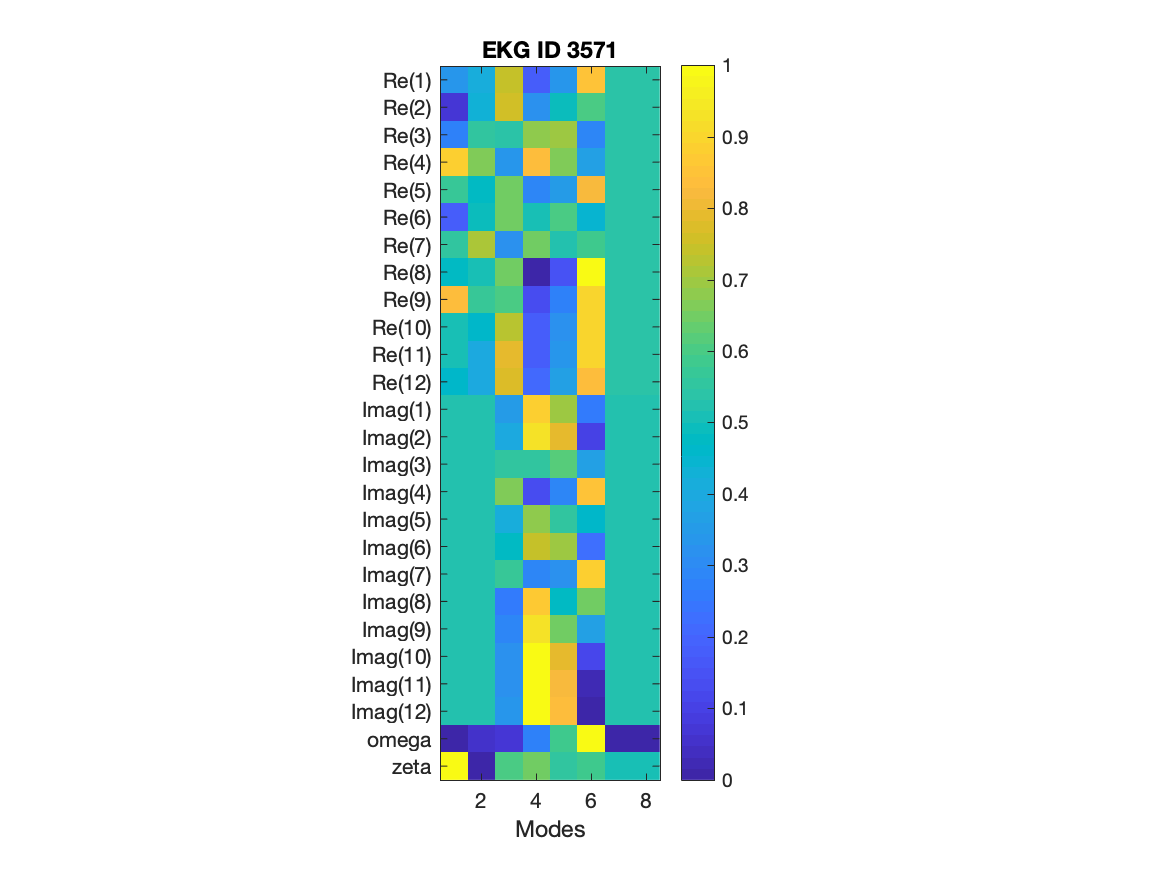 EKG ID 3571
Re(1)
Re(2)
Re(3)
Re(4)
Re(5)
Re(6)
Re(7)
Re(8)
Re(9)
Re(10)
Re(11)
Re(12)
Imag(1)
Imag(2)
Imag(3)
Imag(4)
Imag(5)
Imag(6)
Imag(7)
Imag(8)
Imag(9)
Imag(10)
Imag(11)
Imag(12)
omega
zeta
2 4 6 8
Modes
1
0.9
0.8
0.7
0.6
0.5
0.4
0.3
0.2
0.1
0